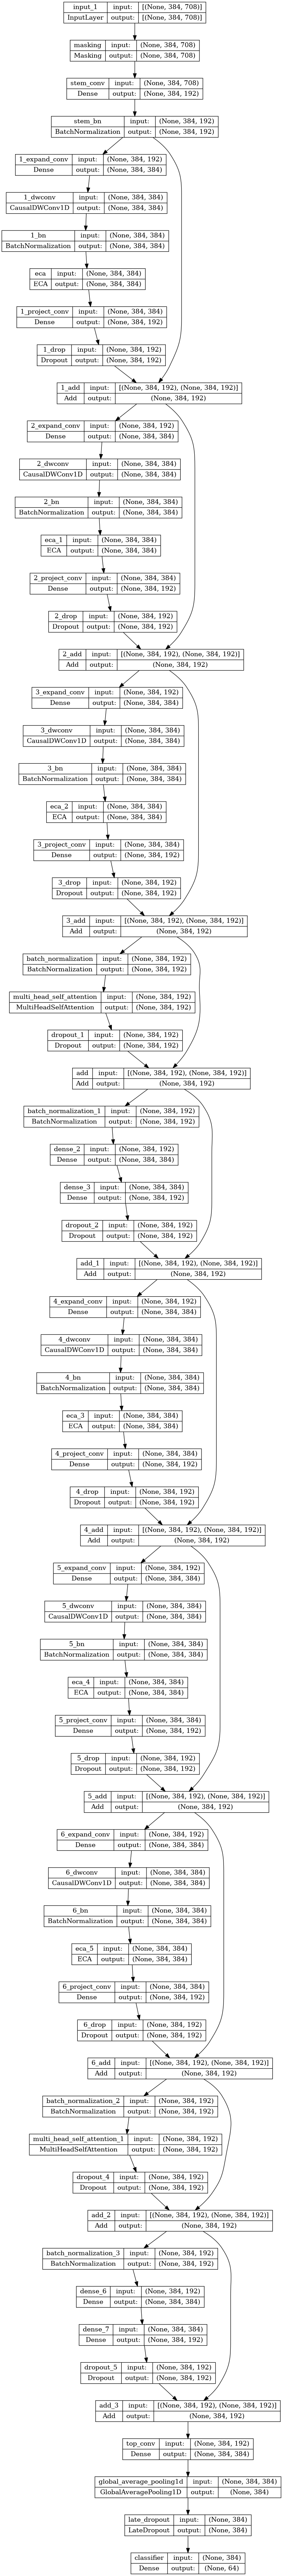 input_1 input: [(None, 384, 708)]
InputLayer output: [(None, 384, 708)]
masking input: (None, 384, 708)
Masking output: (None, 384, 708)
stem_conv input: (None, 384, 708)
Dense output: (None, 384, 192)
stem_bn input: (None, 384, 192)
BatchNormalization output: (None, 384, 192)
1_expand_conv input: (None, 384, 192)
Dense output: (None, 384, 384)
1_dwconv input: (None, 384, 384)
CausalDWConv1D output: (None, 384, 384)
1_bn input: (None, 384, 384)
BatchNormalization output: (None, 384, 384)
eca input: (None, 384, 384)
ECA output: (None, 384, 384)
1_project_conv input: (None, 384, 384)
Dense output: (None, 384, 192)
1_drop input: (None, 384, 192)
Dropout output: (None, 384, 192)
1_add input: [(None, 384, 192), (None, 384, 192)]
Add output: (None, 384, 192)
2_expand_conv input: (None, 384, 192)
Dense output: (None, 384, 384)
2_dwconv input: (None, 384, 384)
CausalDWConv1D output: (None, 384, 384)
2_bn input: (None, 384, 384)
BatchNormalization output: (None, 384, 384)
eca_1 input: (None, 384, 384)
ECA output: (None, 384, 384)
2_project_conv input: (None, 384, 384)
Dense output: (None, 384, 192)
2_drop input: (None, 384, 192)
Dropout output: (None, 384, 192)
2_add input: [(None, 384, 192), (None, 384, 192)]
Add output: (None, 384, 192)
3_expand_conv input: (None, 384, 192)
Dense output: (None, 384, 384)
3_dwconv input: (None, 384, 384)
CausalDWConv1D output: (None, 384, 384)
3_bn input: (None, 384, 384)
BatchNormalization output: (None, 384, 384)
eca_2 input: (None, 384, 384)
ECA output: (None, 384, 384)
3_project_conv input: (None, 384, 384)
Dense output: (None, 384, 192)
3_drop input: (None, 384, 192)
Dropout output: (None, 384, 192)
3_add input: [(None, 384, 192), (None, 384, 192)]
Add output: (None, 384, 192)
batch_normalization input: (None, 384, 192)
BatchNormalization output: (None, 384, 192)
multi_head_self_attention input: (None, 384, 192)
MultiHeadSelfAttention output: (None, 384, 192)
dropout_1 input: (None, 384, 192)
Dropout output: (None, 384, 192)
add input: [(None, 384, 192), (None, 384, 192)]
Add output: (None, 384, 192)
batch_normalization_1 input: (None, 384, 192)
BatchNormalization output: (None, 384, 192)
dense_2 input: (None, 384, 192)
Dense output: (None, 384, 384)
dense_3 input: (None, 384, 384)
Dense output: (None, 384, 192)
dropout_2 input: (None, 384, 192)
Dropout output: (None, 384, 192)
add_1 input: [(None, 384, 192), (None, 384, 192)]
Add output: (None, 384, 192)
4_expand_conv input: (None, 384, 192)
Dense output: (None, 384, 384)
4_dwconv input: (None, 384, 384)
CausalDWConv1D output: (None, 384, 384)
4_bn input: (None, 384, 384)
BatchNormalization output: (None, 384, 384)
eca_3 input: (None, 384, 384)
ECA output: (None, 384, 384)
4_project_conv input: (None, 384, 384)
Dense output: (None, 384, 192)
4_drop input: (None, 384, 192)
Dropout output: (None, 384, 192)
4_add input: [(None, 384, 192), (None, 384, 192)]
Add output: (None, 384, 192)
5_expand_conv input: (None, 384, 192)
Dense output: (None, 384, 384)
5_dwconv input: (None, 384, 384)
CausalDWConv1D output: (None, 384, 384)
5_bn input: (None, 384, 384)
BatchNormalization output: (None, 384, 384)
eca_4 input: (None, 384, 384)
ECA output: (None, 384, 384)
5_project_conv input: (None, 384, 384)
Dense output: (None, 384, 192)
5_drop input: (None, 384, 192)
Dropout output: (None, 384, 192)
5_add input: [(None, 384, 192), (None, 384, 192)]
Add output: (None, 384, 192)
6_expand_conv input: (None, 384, 192)
Dense output: (None, 384, 384)
6_dwconv input: (None, 384, 384)
CausalDWConv1D output: (None, 384, 384)
6_bn input: (None, 384, 384)
BatchNormalization output: (None, 384, 384)
eca_5 input: (None, 384, 384)
ECA output: (None, 384, 384)
6_project_conv input: (None, 384, 384)
Dense output: (None, 384, 192)
6_drop input: (None, 384, 192)
Dropout output: (None, 384, 192)
6_add input: [(None, 384, 192), (None, 384, 192)]
Add output: (None, 384, 192)
batch_normalization_2 input: (None, 384, 192)
BatchNormalization output: (None, 384, 192)
multi_head_self_attention_1 input: (None, 384, 192)
MultiHeadSelfAttention output: (None, 384, 192)
dropout_4 input: (None, 384, 192)
Dropout output: (None, 384, 192)
add_2 input: [(None, 384, 192), (None, 384, 192)]
Add output: (None, 384, 192)
batch_normalization_3 input: (None, 384, 192)
BatchNormalization output: (None, 384, 192)
dense_6 input: (None, 384, 192)
Dense output: (None, 384, 384)
dense_7 input: (None, 384, 384)
Dense output: (None, 384, 192)
dropout_5 input: (None, 384, 192)
Dropout output: (None, 384, 192)
add_3 input: [(None, 384, 192), (None, 384, 192)]
Add output: (None, 384, 192)
top_conv input: (None, 384, 192)
Dense output: (None, 384, 384)
global_average_pooling1d input: (None, 384, 384)
GlobalAveragePooling1D output: (None, 384)
late_dropout input: (None, 384)
LateDropout output: (None, 384)
classifier input: (None, 384)
Dense output: (None, 64)